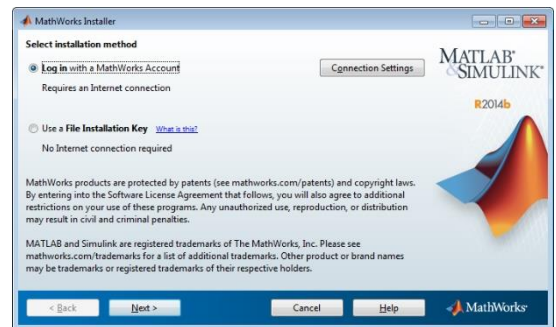 MathWorks Installer
Select installation method
Log in with a MathWorks Account
Connection Settings
Requires an Internet connection
Use a File Installation Key What is this?
No Internet connection required
MathWorks products are protected by patents (see mathworks.com/patents) and copyright laws.
By entering into the Software License Agreement that follows, you will also agree to additional
restrictions on your use of these programs. Any unauthorized use, reproduction, or distribution
may result in civil and criminal penalties.
MATLAB and Simulink are registered trademarks of The MathWorks, Inc. Please see
mathworks.com/trademarks for a list of additional trademarks. Other product or brand names
may be trademarks or registered trademarks of their respective holders.
MATLAB®
&SIMULINK®
R2014b
< Back
Next >
Cancel
Help
MathWorks®